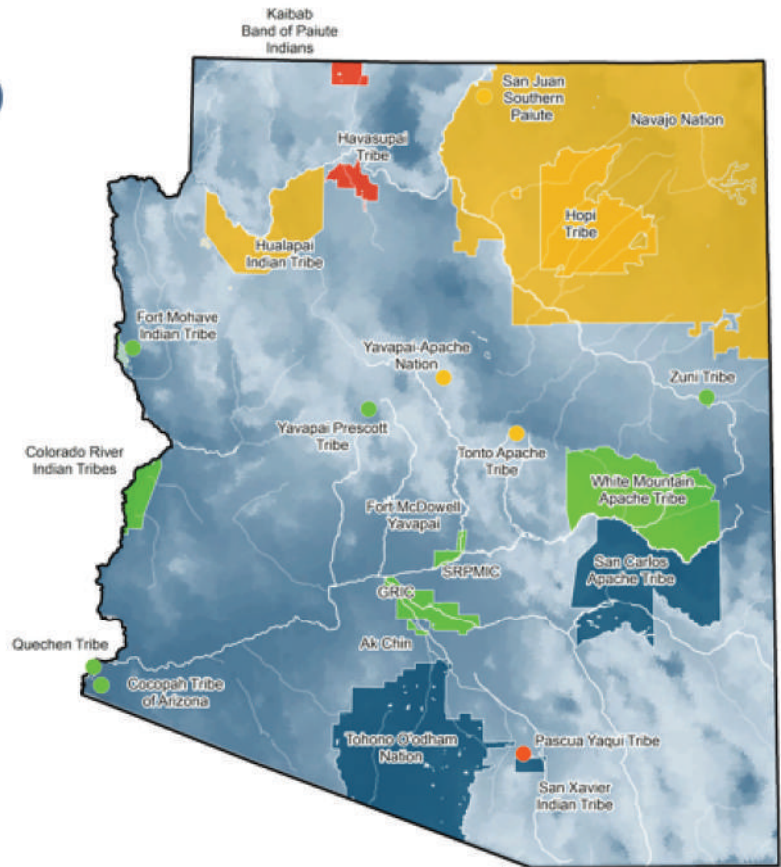 Kaibab
Band of Paiute
Indians
San Juan
Southern
Paiute
Navajo Nation
Havasupai
Tribe
Hopi
Tribe
Hualapai
Indian Tribe
Fort Mohave
Indian Tribe
Yavapai-Apache
Nation
Zuni Tribe
Yavapai Prescott
Tribe
Tonto Apache
Tribe
Colorado River
Indian Tribes
White Mountain
Apache Tribe
Fort McDowell
Yavapai
San Carlos
Apache Tribe
SRPMIC
GRIC
Ak Chin
Quechen Tribe
Cocopah Tribe
of Arizona
Tohono O'odham
Nation
Pascua Yaqui Tribe
San Xavier
Indian Tribe